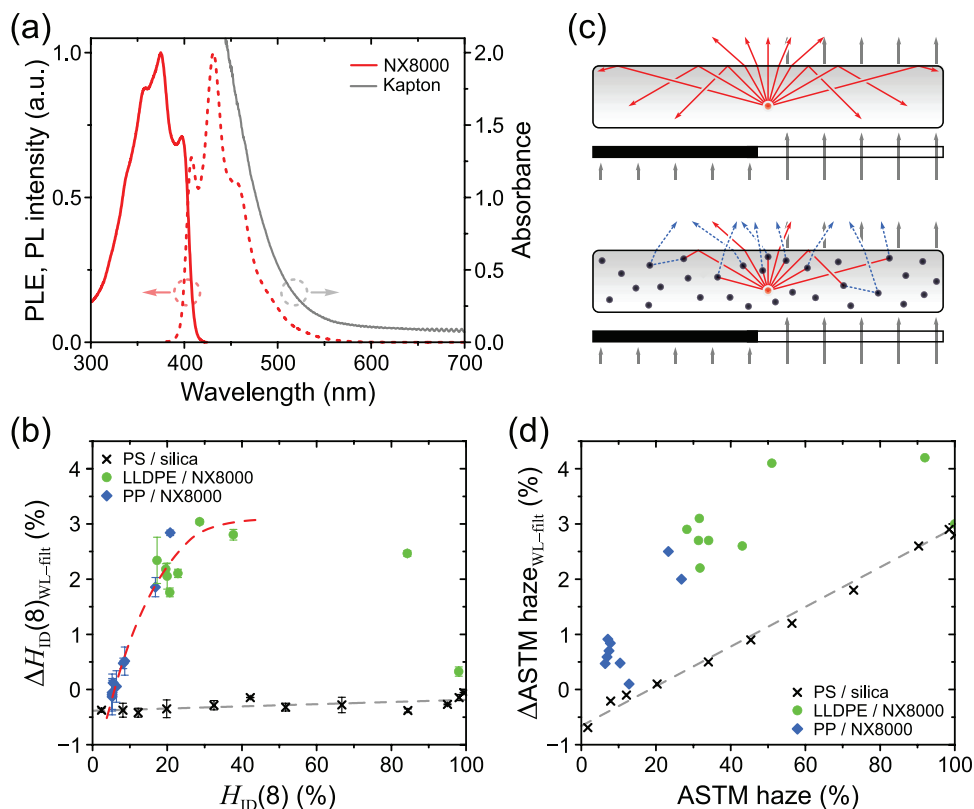 (a)
PLE, PL intensity (a.u.)
1.0
0.5
0.0
NX8000
Kapton
2.0
1.5
1.0
0.5
0.0
Absorbance
300 400 500 600 700
Wavelength (nm)
(c)
(b)
ΔH_ID(8)_WL–filt (%)
4
3
2
1
0
−1
PS / silica
LLDPE / NX8000
PP / NX8000
0 20 40 60 80 100
H_ID(8) (%)
(d)
ΔASTM haze_WL–filt (%)
5
4
3
2
1
0
−1
PS / silica
LLDPE / NX8000
PP / NX8000
0 20 40 60 80 100
ASTM haze (%)